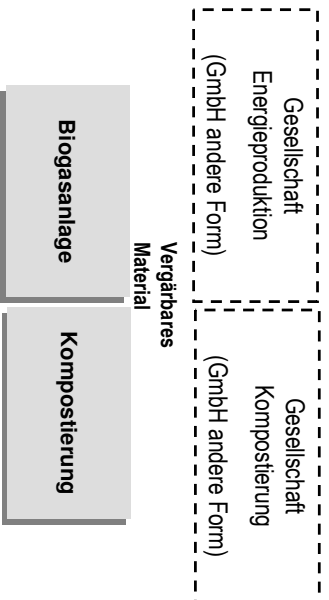 Gesellschaft
Energieproduktion
(GmbH andere Form)
Gesellschaft
Kompostierung
(GmbH andere Form)
Vergärbares
Material
Biogasanlage
Kompostierung